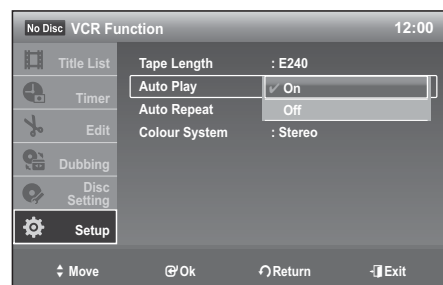 No Disc VCR Function 12:00
Title List
Timer
Edit
Dubbing
Disc Setting
Setup
Tape Length : E240
Auto Play ✔ On
Off
Auto Repeat
Colour System : Stereo
Move Ok Return Exit